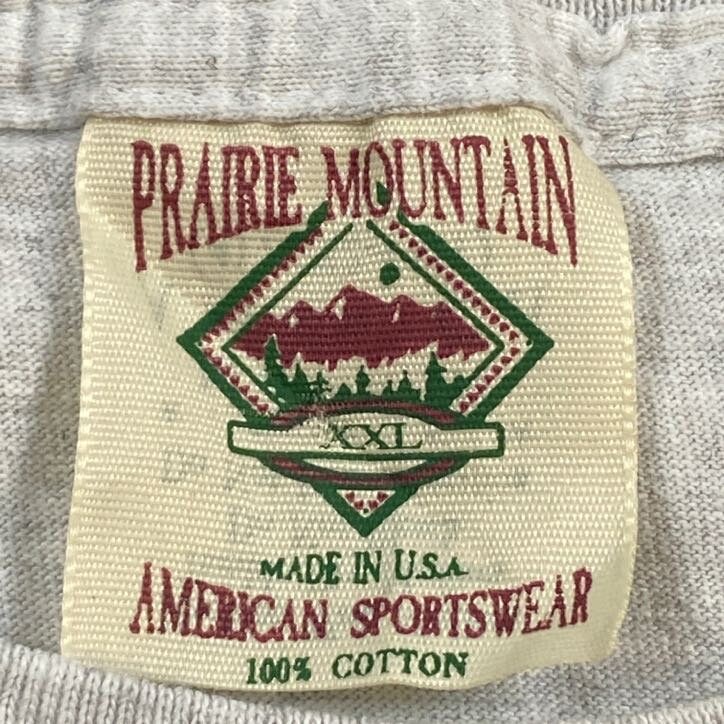 PRAIRIE MOUNTAIN
XXL
MADE IN U.S.A.
AMERICAN SPORTSWEAR
100% COTTON